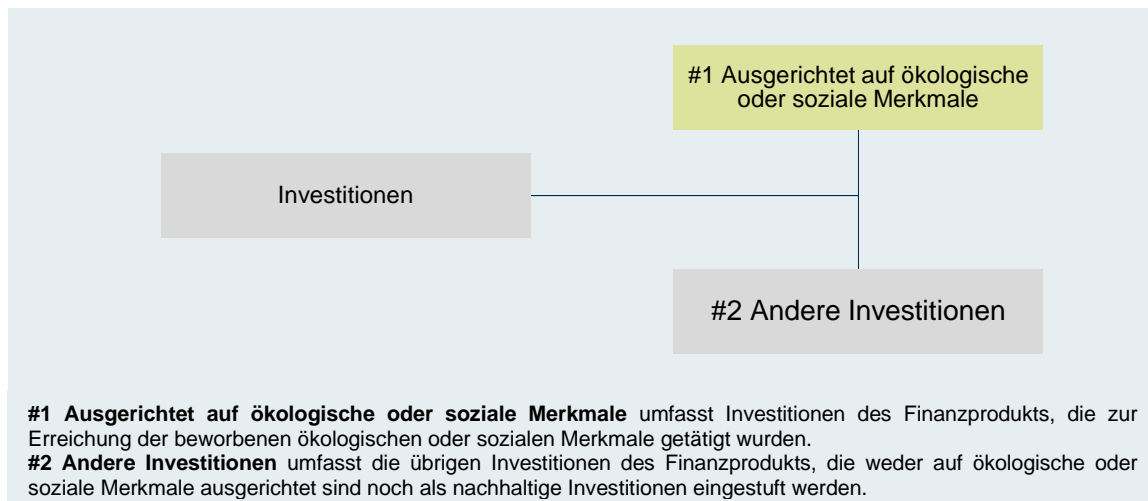 #1 Ausgerichtet auf ökologische
oder soziale Merkmale
Investitionen
#2 Andere Investitionen
#1 Ausgerichtet auf ökologische oder soziale Merkmale umfasst Investitionen des Finanzprodukts, die zur
Erreichung der beworbenen ökologischen oder sozialen Merkmale getätigt wurden.
#2 Andere Investitionen umfasst die übrigen Investitionen des Finanzprodukts, die weder auf ökologische oder
soziale Merkmale ausgerichtet sind noch als nachhaltige Investitionen eingestuft werden.